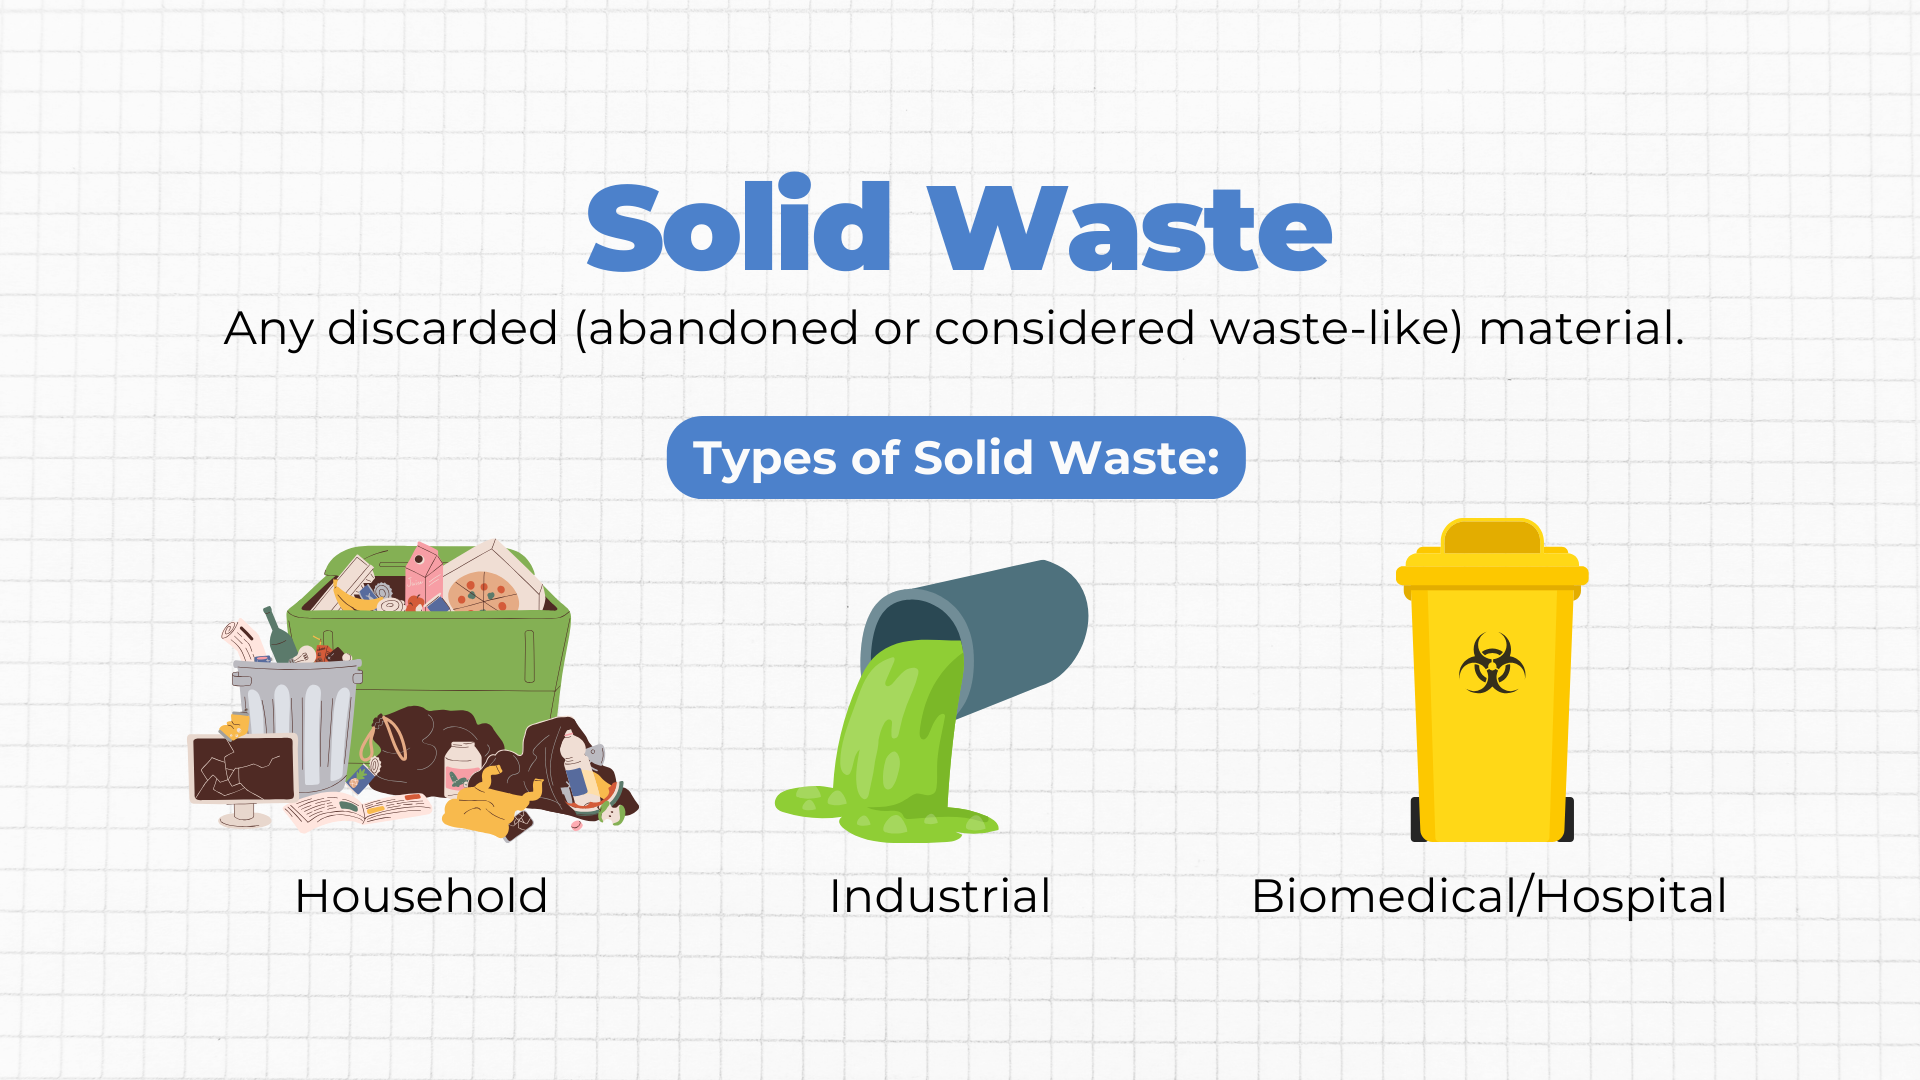 Solid Waste
Any discarded (abandoned or considered waste-like) material.
Types of Solid Waste:
Household
Industrial
Biomedical/Hospital